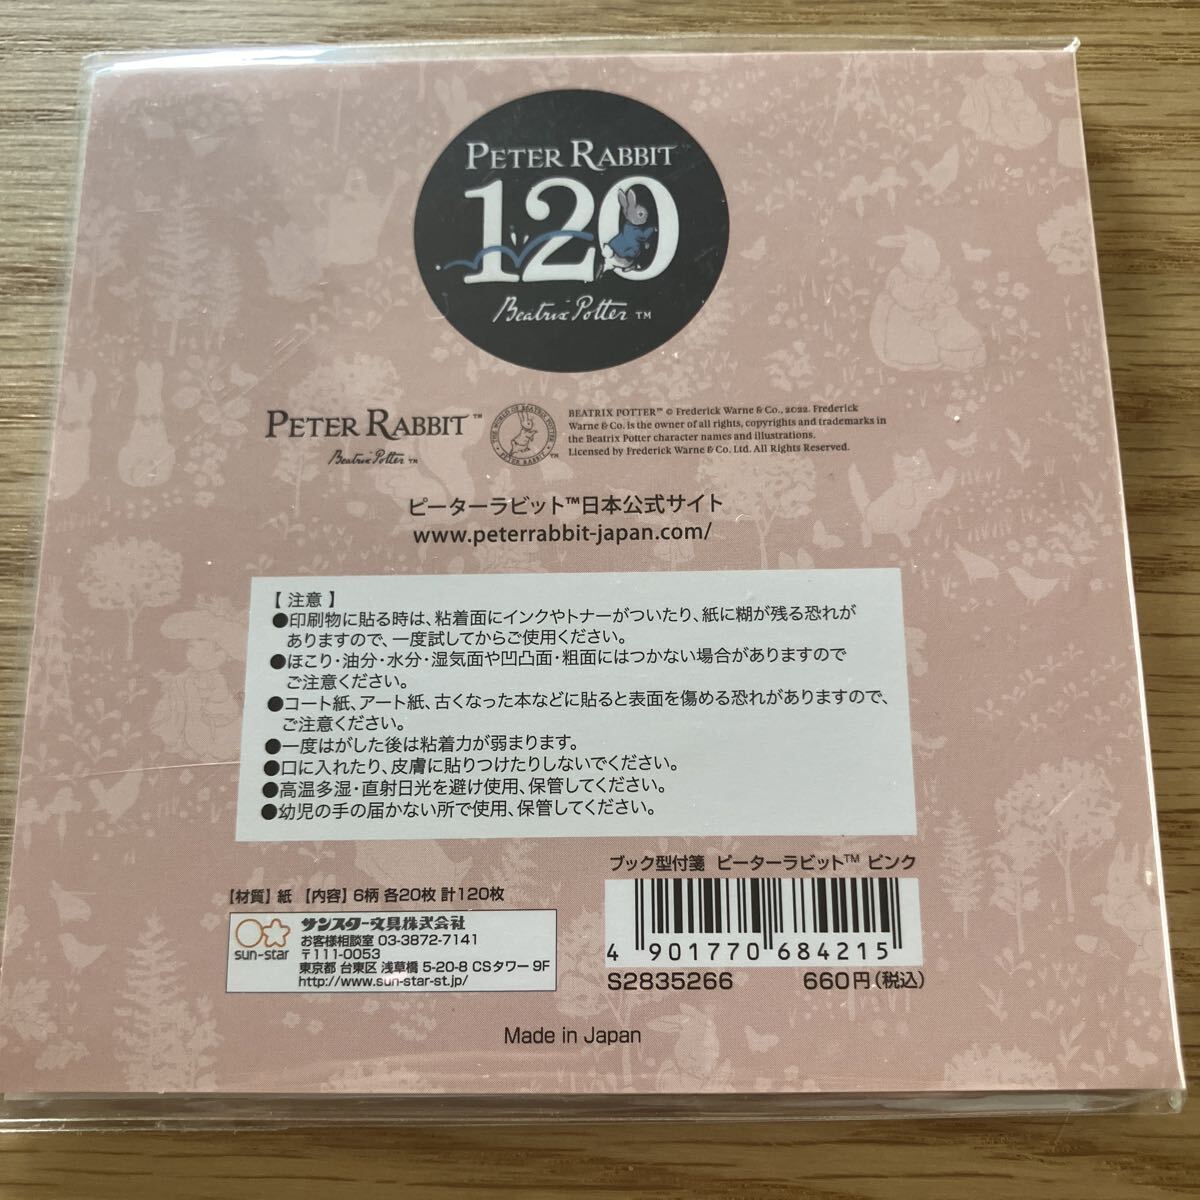 PETER RABBIT™
120
Beatrix Potter™
PETER RABBIT™
Beatrix Potter™
THE WORLD OF BEATRIX POTTER
PETER RABBIT™
BEATRIX POTTER™ © Frederick Warne & Co., 2022. Frederick
Warne & Co. is the owner of all rights, copyrights and trademarks in
the Beatrix Potter character names and illustrations.
Licensed by Frederick Warne & Co. Ltd. All Rights Reserved.
ピーターラビット™日本公式サイト
www.peterrabbit-japan.com/
【 注意 】
●印刷物に貼る時は、粘着面にインクやトナーがついたり、紙に糊が残る恐れが
ありますので、一度試してからご使用ください。
●ほこり・油分・水分・湿気面や凹凸面・粗面にはつかない場合がありますので
ご注意ください。
●コート紙、アート紙、古くなった本などに貼ると表面を傷める恐れがありますので、
ご注意ください。
●一度はがした後は粘着力が弱まります。
●口に入れたり、皮膚に貼りつけたりしないでください。
●高温多湿・直射日光を避け使用、保管してください。
●幼児の手の届かない所で使用、保管してください。
ブック型付箋 ピーターラビット™ ピンク
【材質】紙 【内容】6柄 各20枚 計120枚
sun-star
サンスター文具株式会社
お客様相談室 03-3872-7141
〒111-0053
東京都 台東区 浅草橋 5-20-8 CSタワー 9F
http://www.sun-star-st.jp/
4 901770 684215
S2835266 660円(税込)
Made in Japan